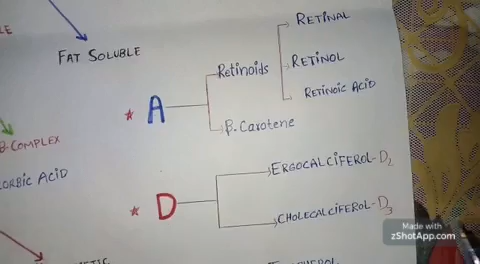 FAT SOLUBLE
RETINAL
Retinoids
RETINOL
RETINOIC ACID
A
β-Carotene
B-COMPLEX
ORBIC ACID
ERGOCALCIFEROL-D2
D
CHOLECALCIFEROL-D3
Made with
zShotApp.com